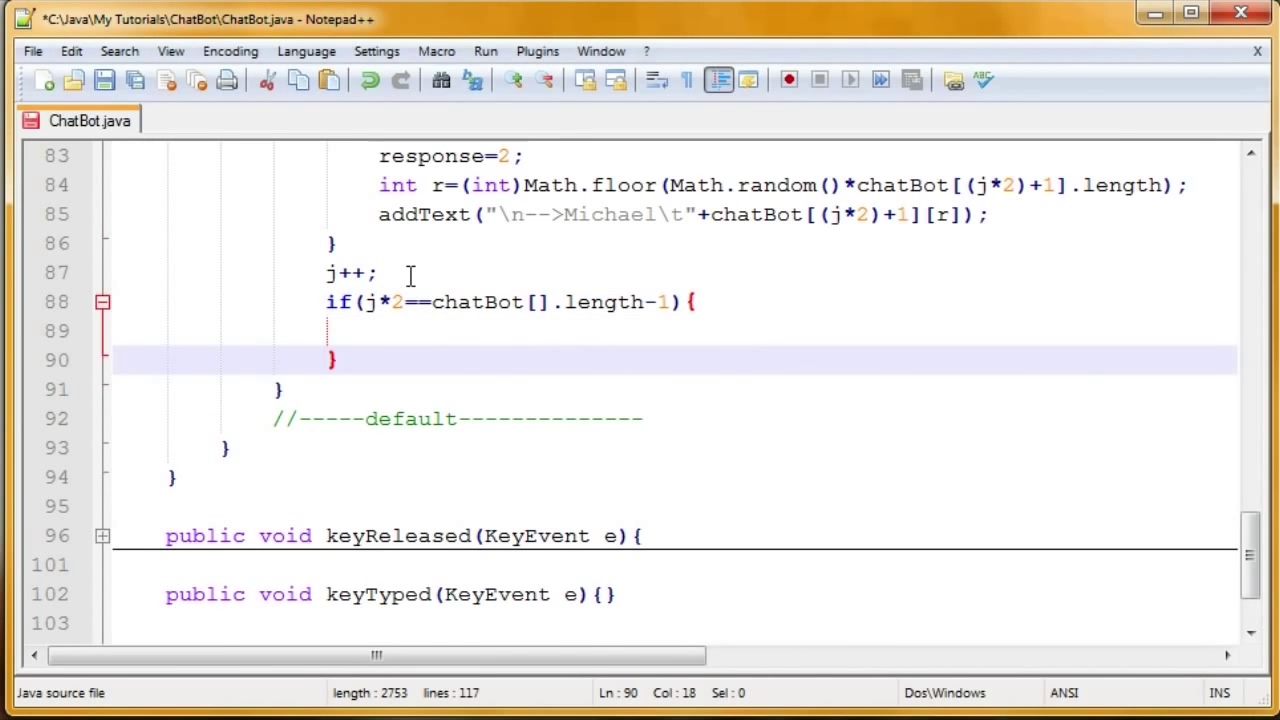 *C:\Java\My Tutorials\ChatBot\ChatBot.java - Notepad++
File Edit Search View Encoding Language Settings Macro Run Plugins Window ? X
ChatBot.java
83 response=2;
84 int r=(int)Math.floor(Math.random()*chatBot[(j*2)+1].length);
85 addText("\n-->Michael\t"+chatBot[(j*2)+1][r]);
86 }
87 j++;
88 if(j*2==chatBot[].length-1){
89
90 }
91 }
92 //-----default--------------
93 }
94 }
95
96 public void keyReleased(KeyEvent e){
101
102 public void keyTyped(KeyEvent e){}
103
Java source file length : 2753 lines : 117 Ln : 90 Col : 18 Sel : 0 Dos\Windows ANSI INS